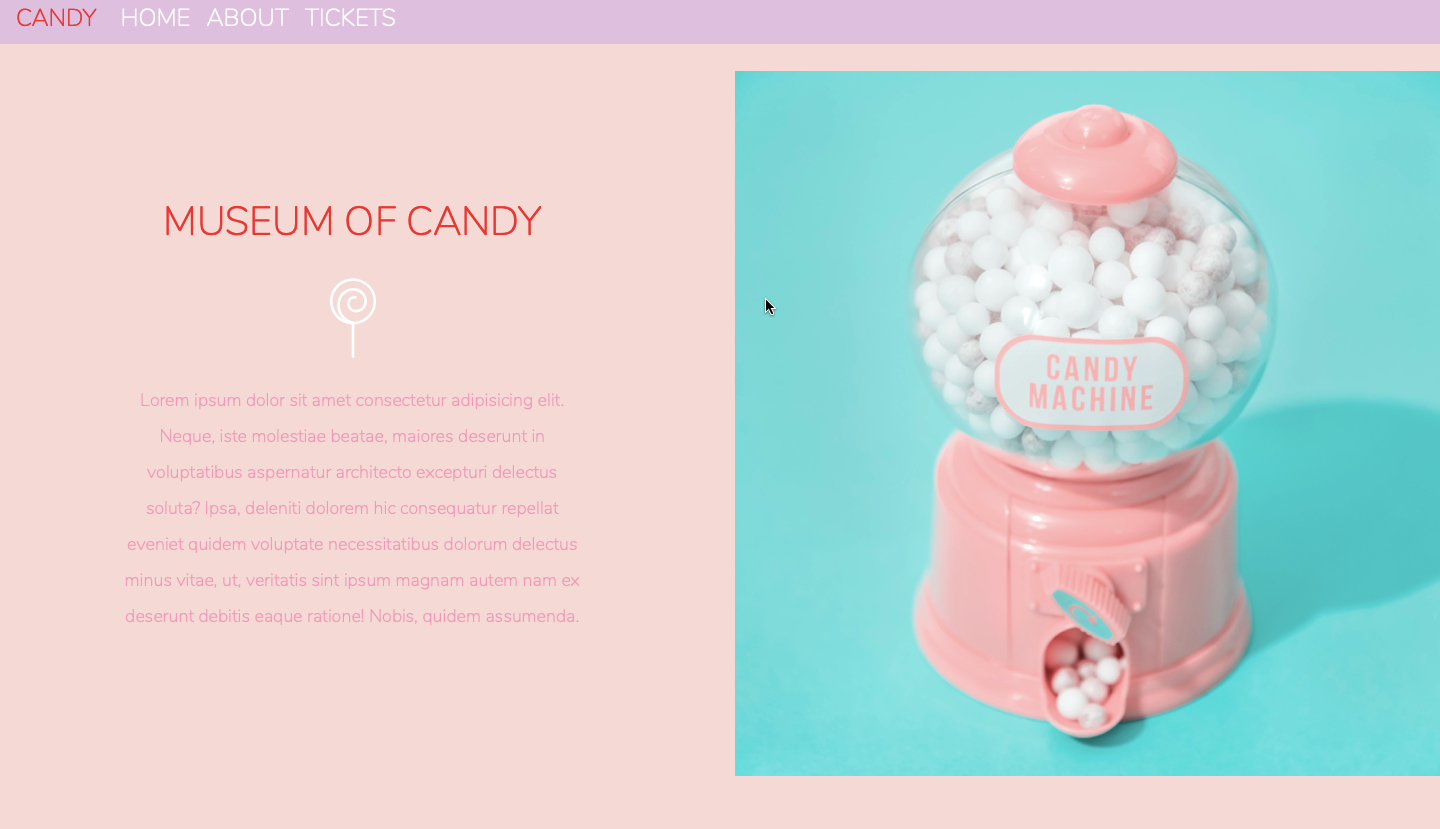 CANDY HOME ABOUT TICKETS
MUSEUM OF CANDY
Lorem ipsum dolor sit amet consectetur adipisicing elit.
Neque, iste molestiae beatae, maiores deserunt in
voluptatibus aspernatur architecto excepturi delectus
soluta? Ipsa, deleniti dolorem hic consequatur repellat
eveniet quidem voluptate necessitatibus dolorum delectus
minus vitae, ut, veritatis sint ipsum magnam autem nam ex
deserunt debitis eaque ratione! Nobis, quidem assumenda.
CANDY
MACHINE